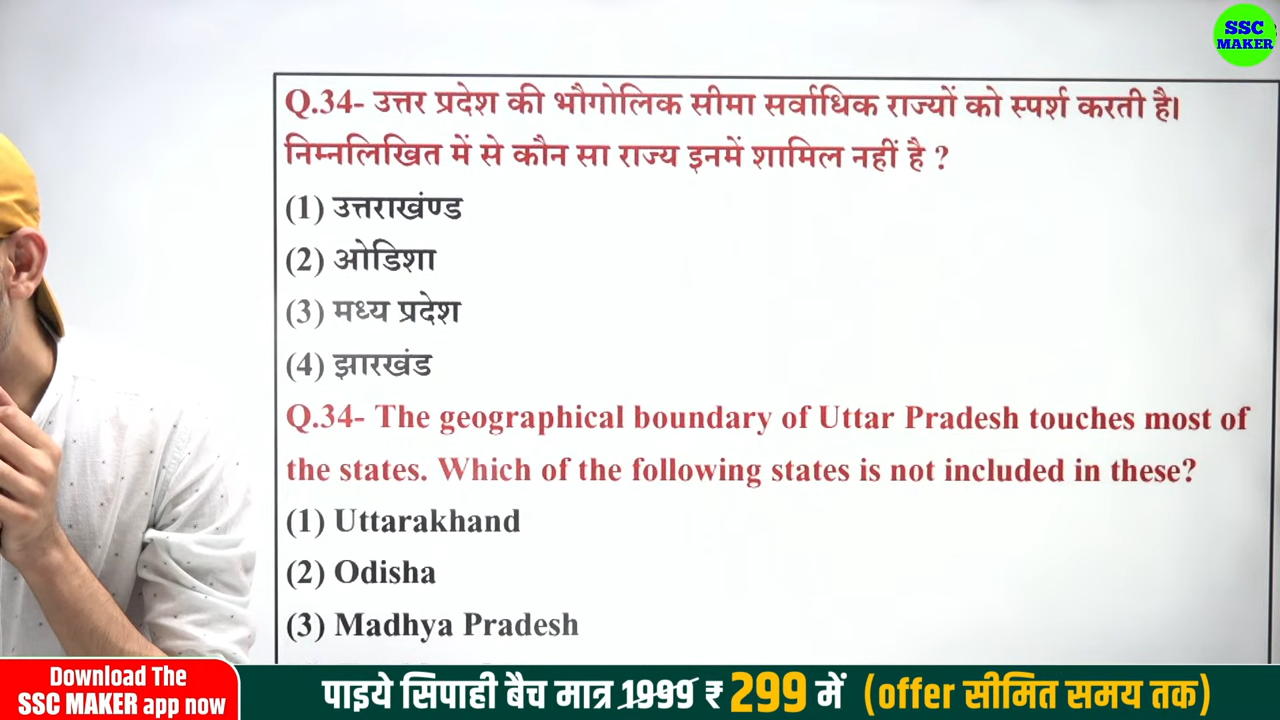 SSC
MAKER
Q.34- उत्तर प्रदेश की भौगोलिक सीमा सर्वाधिक राज्यों को स्पर्श करती है।
निम्नलिखित में से कौन सा राज्य इनमें शामिल नहीं है ?
(1) उत्तराखंण्ड
(2) ओडिशा
(3) मध्य प्रदेश
(4) झारखंड
Q.34- The geographical boundary of Uttar Pradesh touches most of
the states. Which of the following states is not included in these?
(1) Uttarakhand
(2) Odisha
(3) Madhya Pradesh
Download The
SSC MAKER app now
पाइये सिपाही बैच मात्र 1999 ₹ 299 में (offer सीमित समय तक)